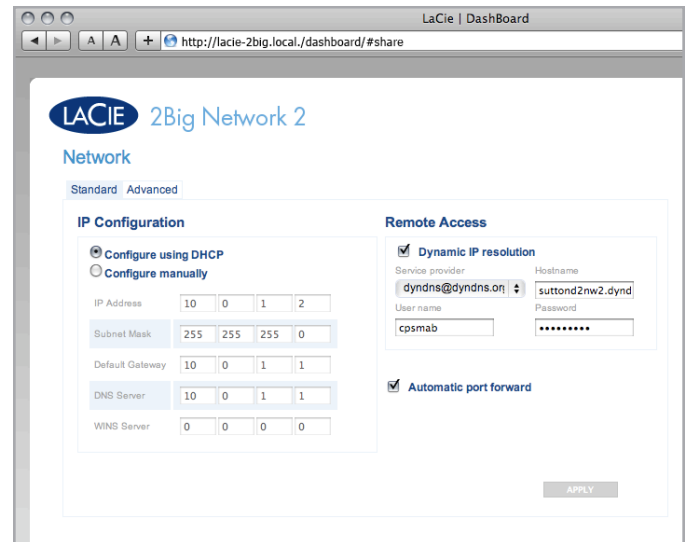 LaCie | DashBoard
A A + http://lacie-2big.local./dashboard/#share
LACIE 2Big Network 2
Network
Standard Advanced
IP Configuration
Configure using DHCP
Configure manually
IP Address 10 0 1 2
Subnet Mask 255 255 255 0
Default Gateway 10 0 1 1
DNS Server 10 0 1 1
WINS Server 0 0 0 0
Remote Access
Dynamic IP resolution
Service provider Hostname
dyndns@dyndns.org suttond2nw2.dynd
User name Password
cpsmab •••••••••
Automatic port forward
APPLY